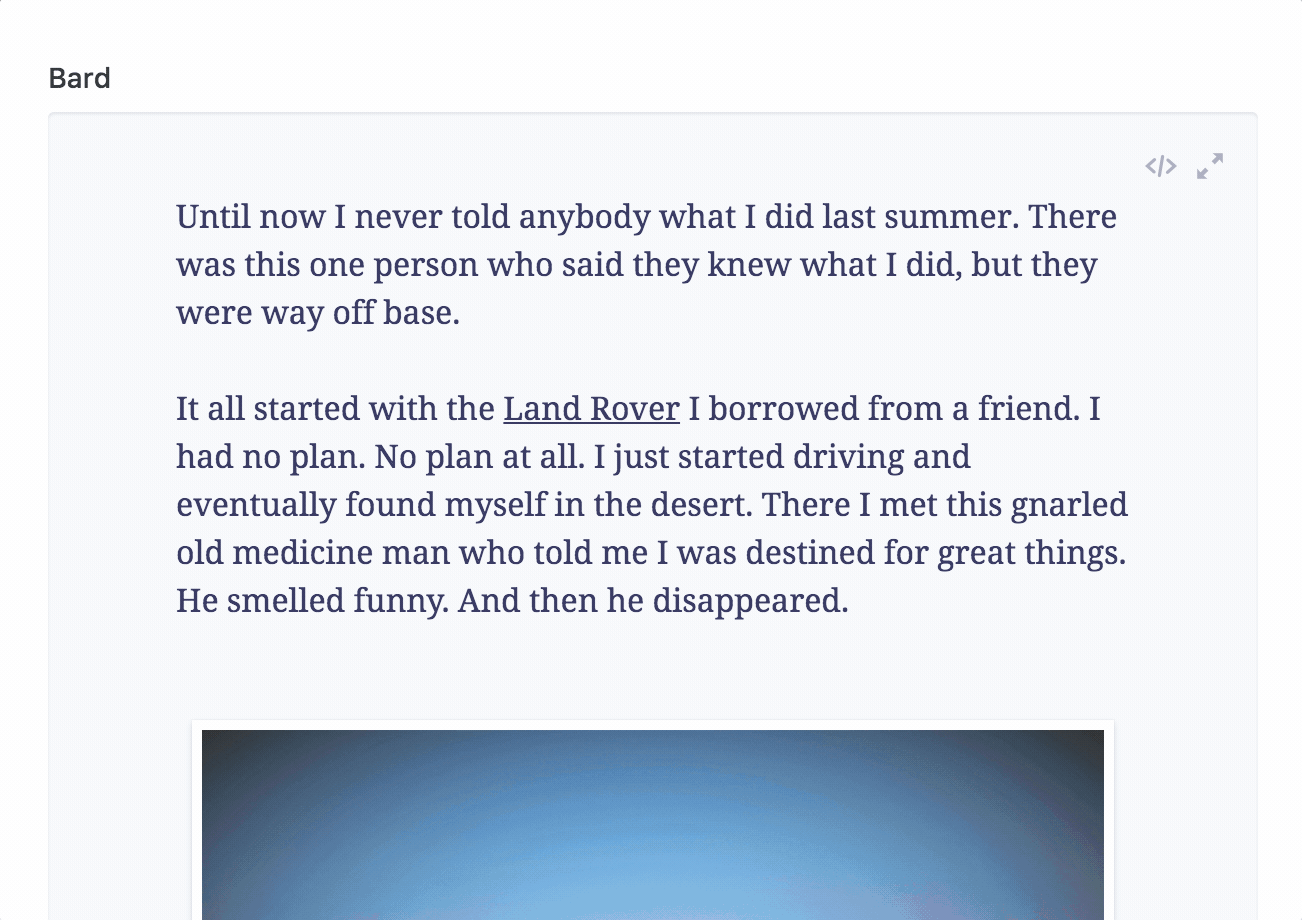 Bard
</>
Until now I never told anybody what I did last summer. There
was this one person who said they knew what I did, but they
were way off base.
It all started with the Land Rover I borrowed from a friend. I
had no plan. No plan at all. I just started driving and
eventually found myself in the desert. There I met this gnarled
old medicine man who told me I was destined for great things.
He smelled funny. And then he disappeared.